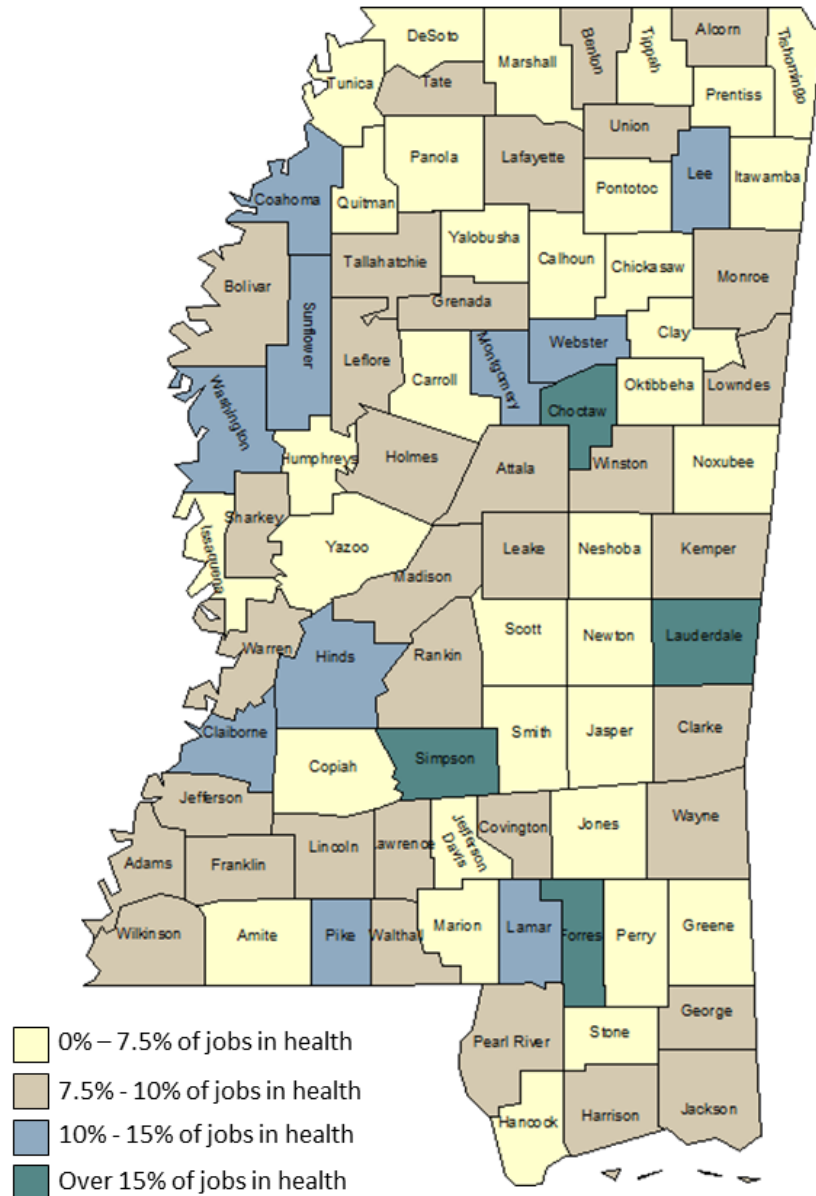 DeSoto
Marshall
Benton
Tippah
Alcorn
Tishomingo
Tunica
Tate
Prentiss
Union
Panola
Lafayette
Lee
Itawamba
Coahoma
Quitman
Pontotoc
Yalobusha
Calhoun
Chickasaw
Tallahatchie
Monroe
Bolivar
Grenada
Sunflower
Leflore
Montgomery
Webster
Clay
Carroll
Oktibbeha
Lowndes
Washington
Choctaw
Humphreys
Holmes
Attala
Winston
Noxubee
Sharkey
Issaquena
Yazoo
Leake
Neshoba
Kemper
Madison
Scott
Newton
Lauderdale
Warren
Hinds
Rankin
Claiborne
Smith
Jasper
Clarke
Copiah
Simpson
Jefferson
Jefferson
Davis
Covington
Jones
Wayne
Lincoln
Lawrence
Adams
Franklin
Wilkinson
Amite
Pike
Walthall
Marion
Lamar
Forres
Perry
Greene
George
Stone
Pearl River
Hancock
Harrison
Jackson
0% – 7.5% of jobs in health
7.5% - 10% of jobs in health
10% - 15% of jobs in health
Over 15% of jobs in health